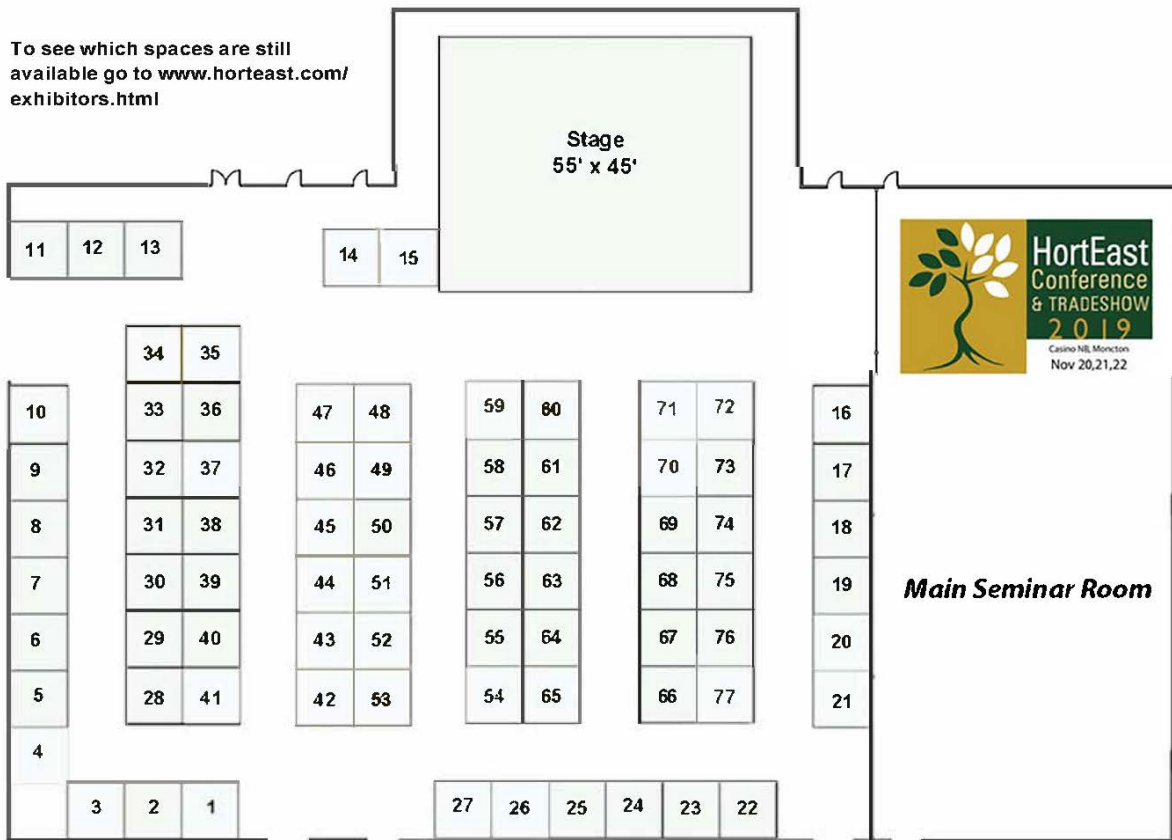 To see which spaces are still
available go to www.horteast.com/
exhibitors.html
Stage
55' x 45'
11 12 13
14 15
HortEast
Conference
& TRADESHOW
2019
Casino NB, Moncton
Nov 20,21,22
34 35
10 33 36 47 48 59 60 71 72 16
9 32 37 46 49 58 61 70 73 17
8 31 38 45 50 57 62 69 74 18
7 30 39 44 51 56 63 68 75 19
Main Seminar Room
6 29 40 43 52 55 64 67 76 20
5 28 41 42 53 54 65 66 77 21
4
3 2 1 27 26 25 24 23 22